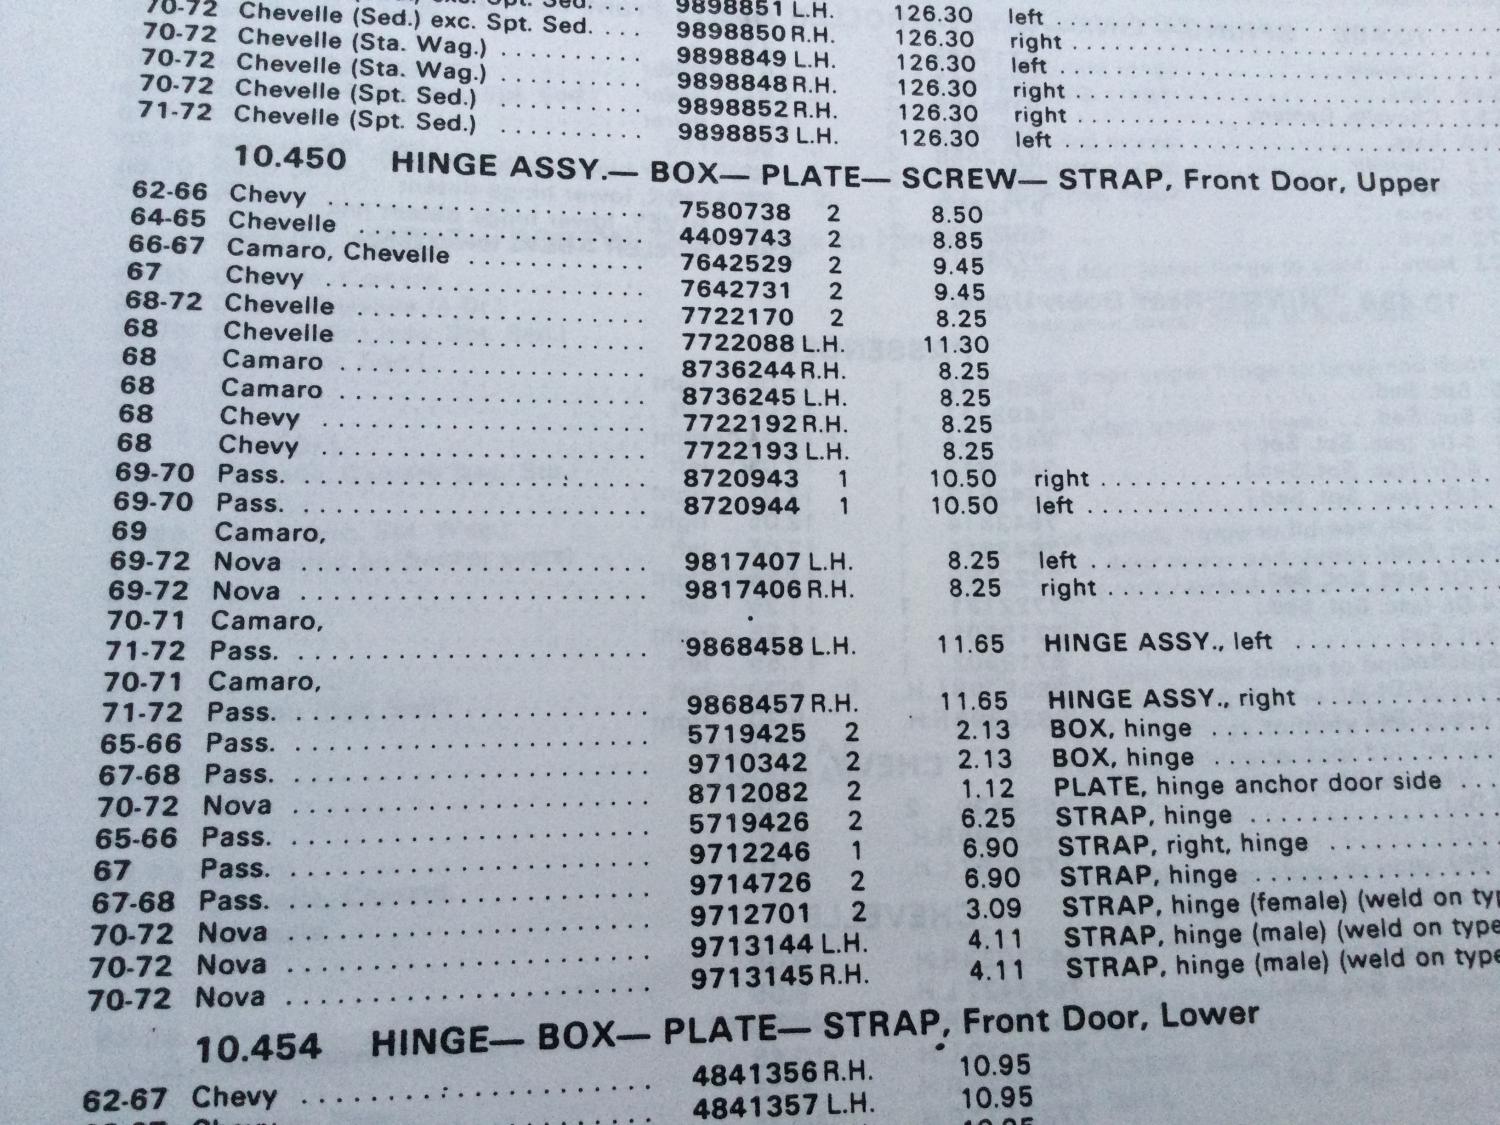 exc. Spt. Sed. . . . . 9898851 L.H. 126.30 left . . . . . . . .
70-72 Chevelle (Sed.) exc. Spt. Sed. . . . . 9898850 R.H. 126.30 right . . . . . . . .
70-72 Chevelle (Sta. Wag.) . . . . . . . . 9898849 L.H. 126.30 left . . . . . . . .
70-72 Chevelle (Sta. Wag.) . . . . . . . . 9898848 R.H. 126.30 right . . . . . . . .
70-72 Chevelle (Spt. Sed.) . . . . . . . . 9898852 R.H. 126.30 right . . . . . . . .
71-72 Chevelle (Spt. Sed.) . . . . . . . . 9898853 L.H. 126.30 left . . . . . . . .
10.450 HINGE ASSY.— BOX— PLATE— SCREW— STRAP, Front Door, Upper
62-66 Chevy . . . . . . . . 7580738 2 8.50
64-65 Chevelle . . . . . . . . 4409743 2 8.85
66-67 Camaro, Chevelle . . . . . . . . 7642529 2 9.45
67 Chevy . . . . . . . . 7642731 2 9.45
68-72 Chevelle . . . . . . . . 7722170 2 8.25
68 Chevelle . . . . . . . . 7722088 L.H. 11.30
68 Camaro . . . . . . . . 8736244 R.H. 8.25
68 Camaro . . . . . . . . 8736245 L.H. 8.25
68 Chevy . . . . . . . . 7722192 R.H. 8.25
68 Chevy . . . . . . . . 7722193 L.H. 8.25
69-70 Pass. . . . . . . . . 8720943 1 10.50 right . . . . . . . .
69-70 Pass. . . . . . . . . 8720944 1 10.50 left . . . . . . . .
69 Camaro,
69-72 Nova . . . . . . . . 9817407 L.H. 8.25 left . . . . . . . .
69-72 Nova . . . . . . . . 9817406 R.H. 8.25 right . . . . . . . .
70-71 Camaro,
71-72 Pass. . . . . . . . . 9868458 L.H. 11.65 HINGE ASSY., left . . . . . . . .
70-71 Camaro,
71-72 Pass. . . . . . . . . 9868457 R.H. 11.65 HINGE ASSY., right . . . . . . . .
65-66 Pass. . . . . . . . . 5719425 2 2.13 BOX, hinge . . . . . . . .
67-68 Pass. . . . . . . . . 9710342 2 2.13 BOX, hinge . . . . . . . .
70-72 Nova . . . . . . . . 8712082 2 1.12 PLATE, hinge anchor door side . . .
65-66 Pass. . . . . . . . . 5719426 2 6.25 STRAP, hinge . . . . . . . .
67 Pass. . . . . . . . . 9712246 1 6.90 STRAP, right, hinge . . . . . . . .
67-68 Pass. . . . . . . . . 9714726 2 6.90 STRAP, hinge . . . . . . . .
70-72 Nova . . . . . . . . 9712701 2 3.09 STRAP, hinge (female) (weld on ty
70-72 Nova . . . . . . . . 9713144 L.H. 4.11 STRAP, hinge (male) (weld on type
70-72 Nova . . . . . . . . 9713145 R.H. 4.11 STRAP, hinge (male) (weld on type
10.454 HINGE— BOX— PLATE— STRAP, Front Door, Lower
62-67 Chevy . . . . . . . . 4841356 R.H. 10.95
4841357 L.H. 10.95